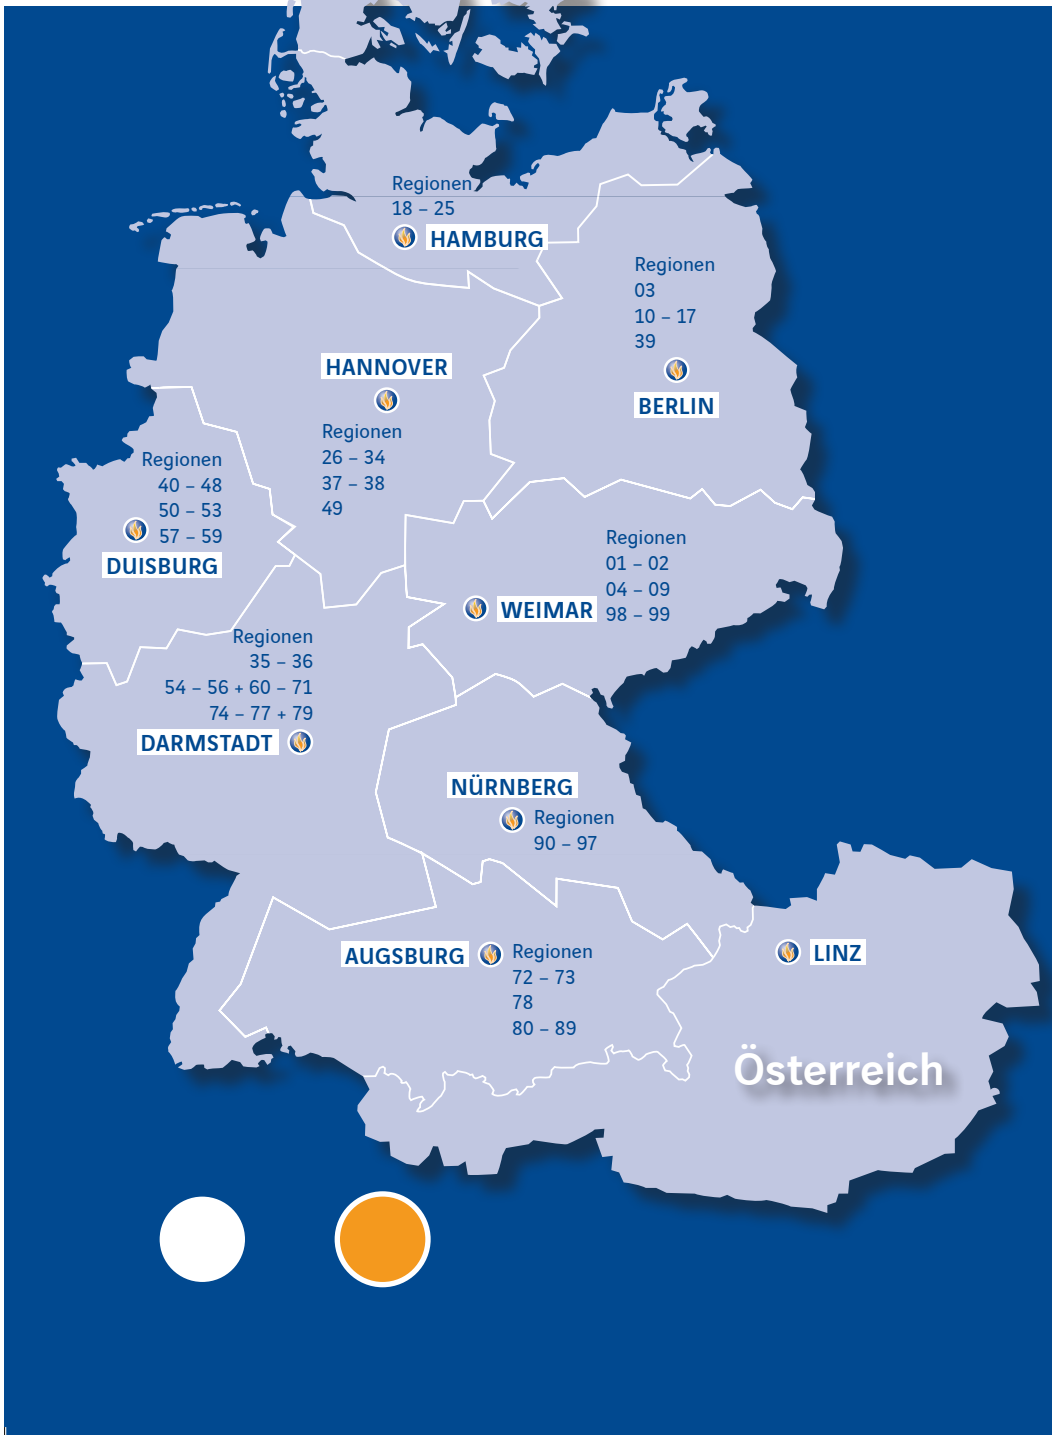 Regionen
18 – 25
HAMBURG
Regionen
03
10 – 17
39
BERLIN
HANNOVER
Regionen
26 – 34
37 – 38
49
Regionen
40 – 48
50 – 53
57 – 59
DUISBURG
Regionen
01 – 02
04 – 09
98 – 99
WEIMAR
Regionen
35 – 36
54 – 56 + 60 – 71
74 – 77 + 79
DARMSTADT
NÜRNBERG
Regionen
90 – 97
AUGSBURG
Regionen
72 – 73
78
80 – 89
LINZ
Österreich